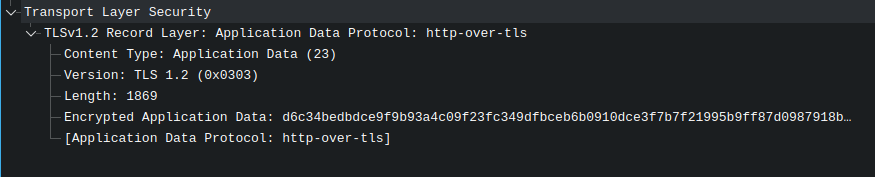 Transport Layer Security
TLSv1.2 Record Layer: Application Data Protocol: http-over-tls
Content Type: Application Data (23)
Version: TLS 1.2 (0x0303)
Length: 1869
Encrypted Application Data: d6c34bedbdce9f9b93a4c09f23fc349dfbceb6b0910dce3f7b7f21995b9ff87d0987918b…
[Application Data Protocol: http-over-tls]